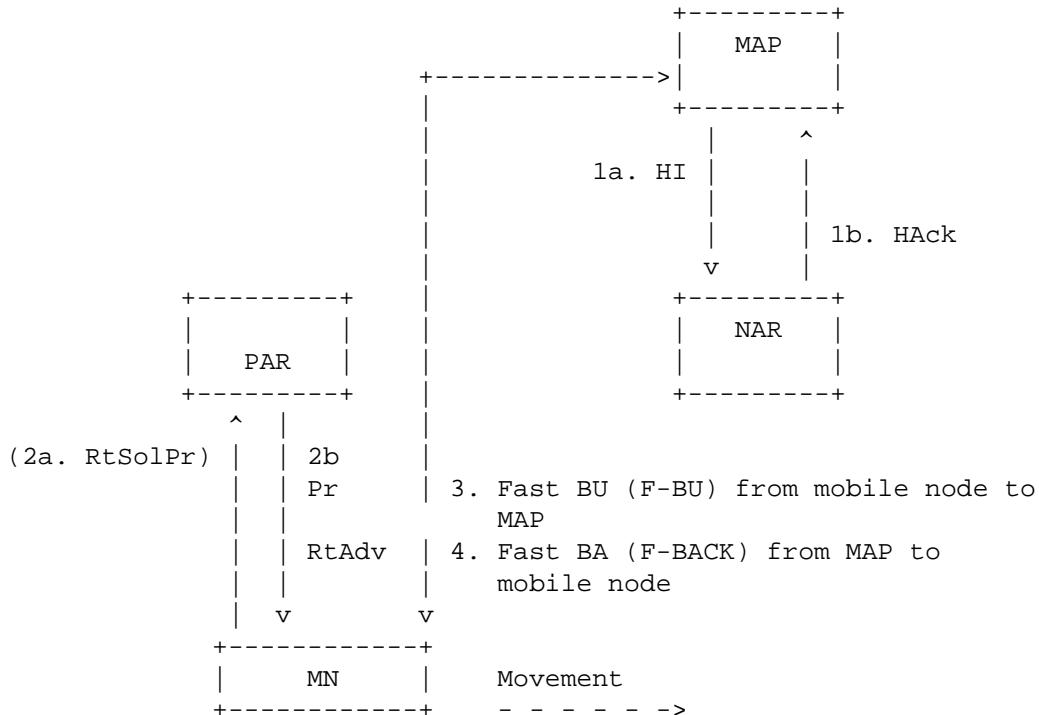 MAP
1a. HI
1b. HAck
NAR
PAR
(2a. RtSolPr)
2b
Pr
3. Fast BU (F-BU) from mobile node to
MAP
RtAdv
4. Fast BA (F-BACK) from MAP to
mobile node
MN
Movement